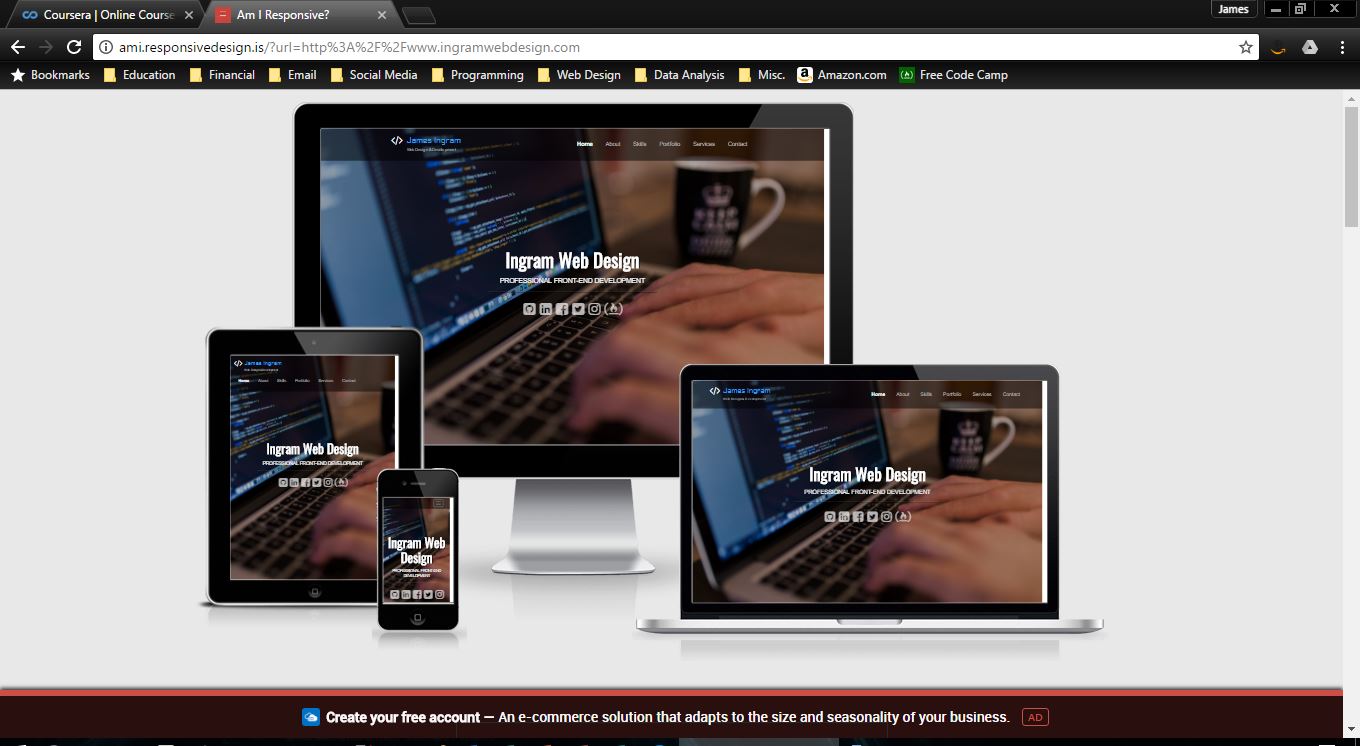 Coursera | Online Course
Am I Responsive?
James
ami.responsivedesign.is/?url=http%3A%2F%2Fwww.ingramwebdesign.com
Bookmarks Education Financial Email Social Media Programming Web Design Data Analysis Misc. Amazon.com Free Code Camp
</> James Ingram
Web Design & Development
Home About Skills Portfolio Services Contact
KEEP
CALM
Ingram Web Design
PROFESSIONAL FRONT-END DEVELOPMENT
</> James Ingram
Home About Skills Portfolio Services Contact
Ingram Web Design
PROFESSIONAL FRONT-END DEVELOPMENT
Ingram Web
Design
PROFESSIONAL FRONT-END
DEVELOPMENT
</> James Ingram
Home About Skills Portfolio Services Contact
KEEP
CALM
Ingram Web Design
PROFESSIONAL FRONT-END DEVELOPMENT
Create your free account — An e-commerce solution that adapts to the size and seasonality of your business. AD